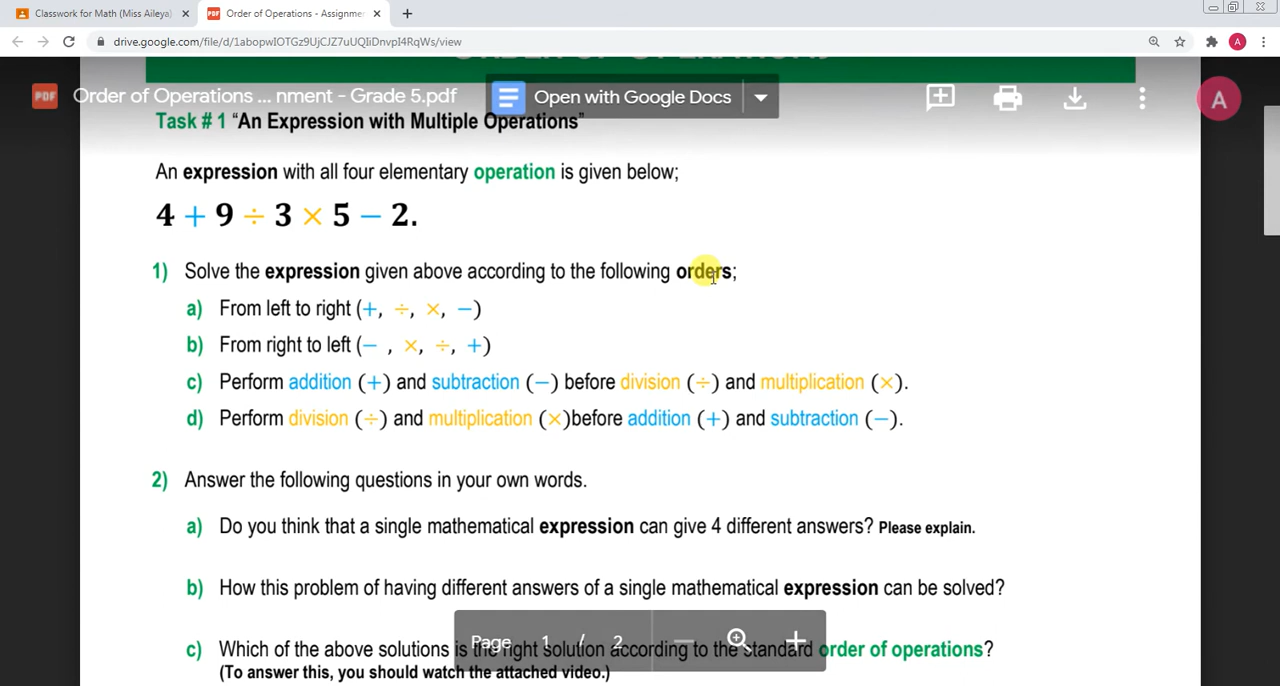 Classwork for Math (Miss Aileya)
PDF Order of Operations - Assignmen
drive.google.com/file/d/1abopwIOTGz9UjCJZ7uUQIiDnvpI4RqWs/view
A
PDF Order of Operations ... nment - Grade 5.pdf
Open with Google Docs
A
Task # 1 “An Expression with Multiple Operations”
An expression with all four elementary operation is given below;
4 + 9 ÷ 3 × 5 − 2.
1) Solve the expression given above according to the following orders;
a) From left to right (+, ÷, ×, −)
b) From right to left (− , ×, ÷, +)
c) Perform addition (+) and subtraction (−) before division (÷) and multiplication (×).
d) Perform division (÷) and multiplication (×)before addition (+) and subtraction (−).
2) Answer the following questions in your own words.
a) Do you think that a single mathematical expression can give 4 different answers? Please explain.
b) How this problem of having different answers of a single mathematical expression can be solved?
Page 1 / 2
c) Which of the above solutions is the right solution according to the standard order of operations?
(To answer this, you should watch the attached video.)